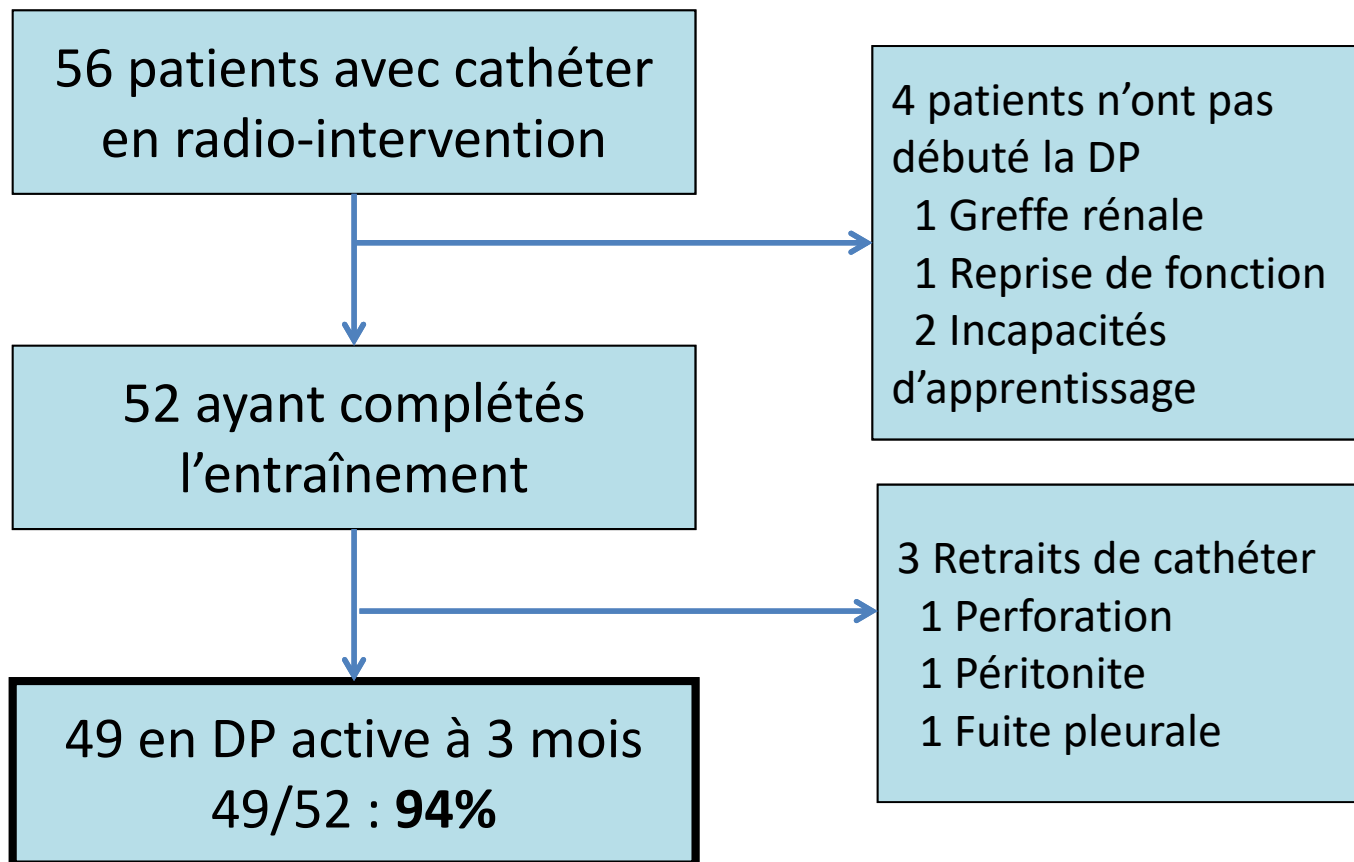 56 patients avec cathéter
en radio-intervention
4 patients n’ont pas
débuté la DP
1 Greffe rénale
1 Reprise de fonction
2 Incapacités
d’apprentissage
52 ayant complétés
l’entraînement
3 Retraits de cathéter
1 Perforation
1 Péritonite
1 Fuite pleurale
49 en DP active à 3 mois
49/52 : 94%